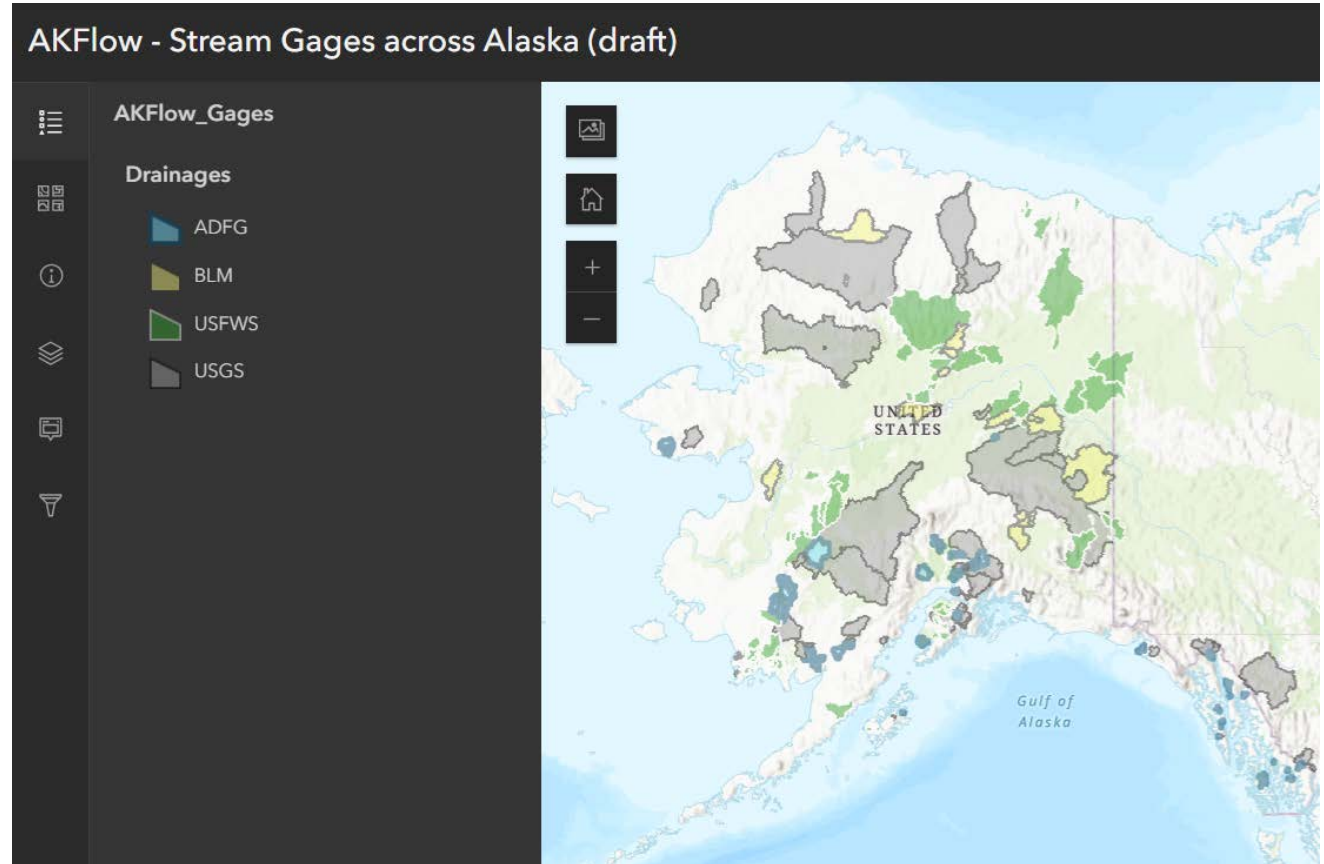 AKFlow - Stream Gages across Alaska (draft)
AKFlow_Gages
Drainages
ADFG
BLM
USFWS
USGS
UNITED
STATES
Gulf of
Alaska